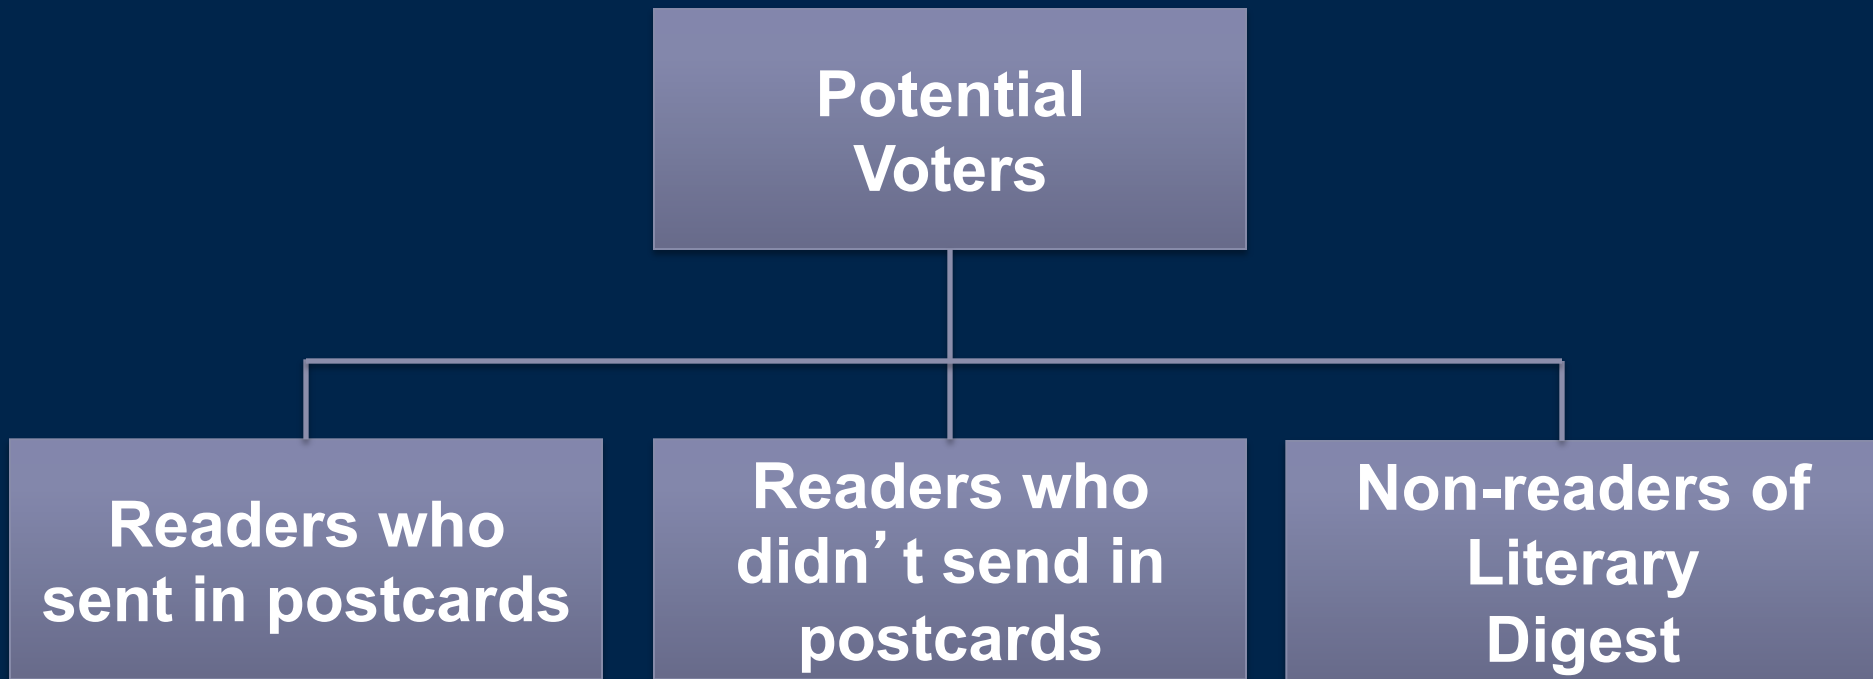 Potential
Voters
Readers who
sent in postcards
Readers who
didn’t send in
postcards
Non-readers of
Literary
Digest